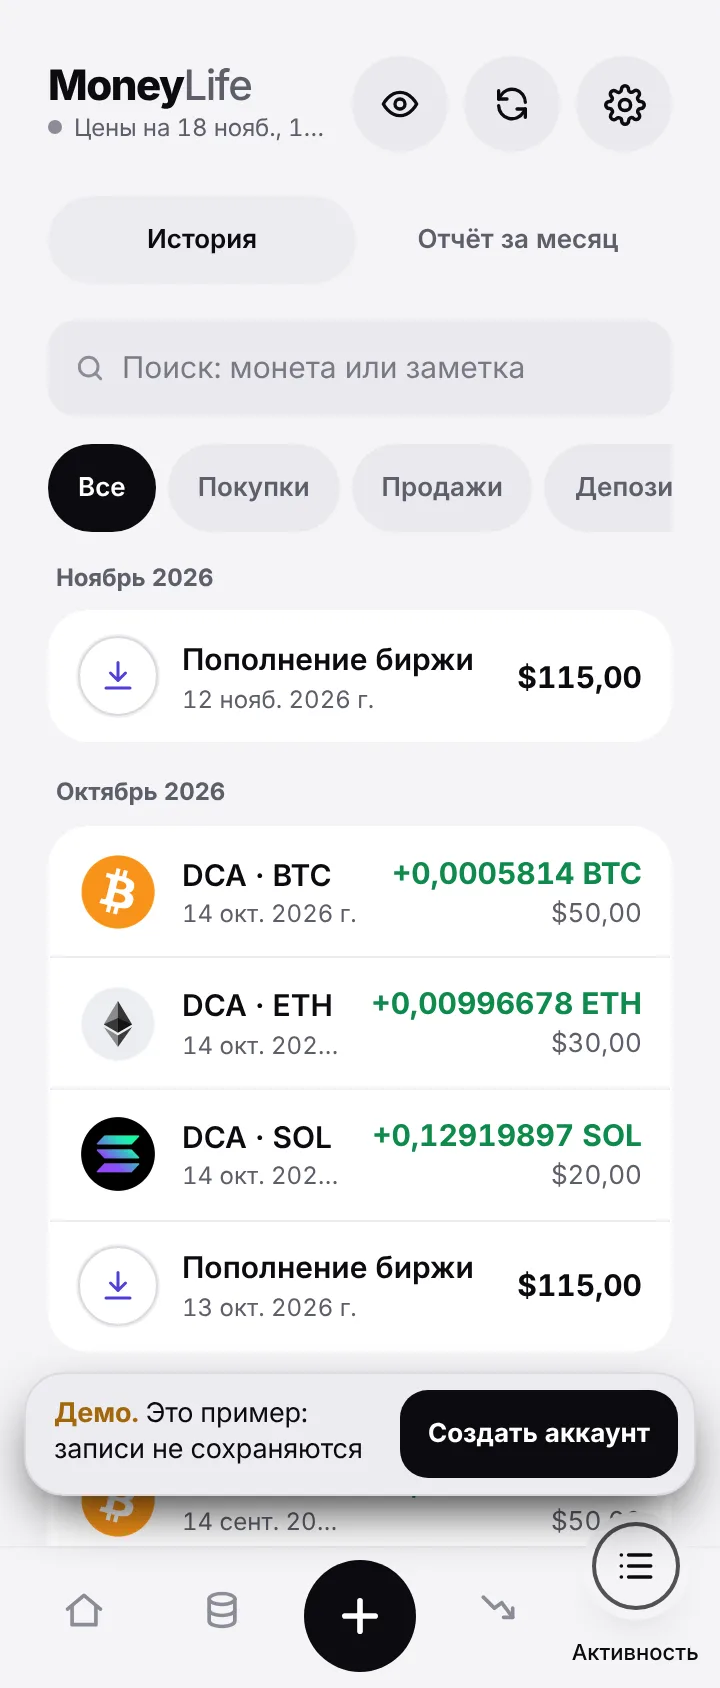 MoneyLife
Цены на 18 нояб., 1...
История
Отчёт за месяц
Поиск: монета или заметка
Все
Покупки
Продажи
Депози
Ноябрь 2026
Пополнение биржи
$115,00
12 нояб. 2026 г.
Октябрь 2026
DCA · BTC
+0,0005814 BTC
14 окт. 2026 г.
$50,00
DCA · ETH
+0,00996678 ETH
14 окт. 202...
$30,00
DCA · SOL
+0,12919897 SOL
14 окт. 202...
$20,00
Пополнение биржи
$115,00
13 окт. 2026 г.
Демо. Это пример:
записи не сохраняются
Создать аккаунт
14 сент. 20...
Активность